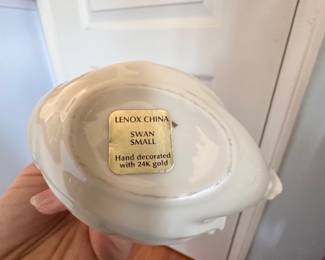 LENOX CHINA
SWAN
SMALL
Hand decorated
with 24K gold